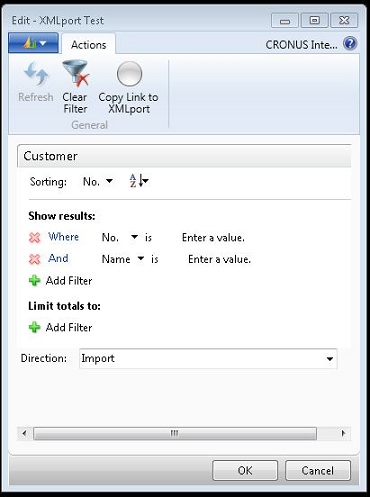 Edit - XMLport Test
Actions
CRONUS Inte...
Refresh
Clear Filter
Copy Link to XMLport
General
Customer
Sorting: No. A Z
Show results:
Where No. is Enter a value.
And Name is Enter a value.
Add Filter
Limit totals to:
Add Filter
Direction: Import
OK Cancel